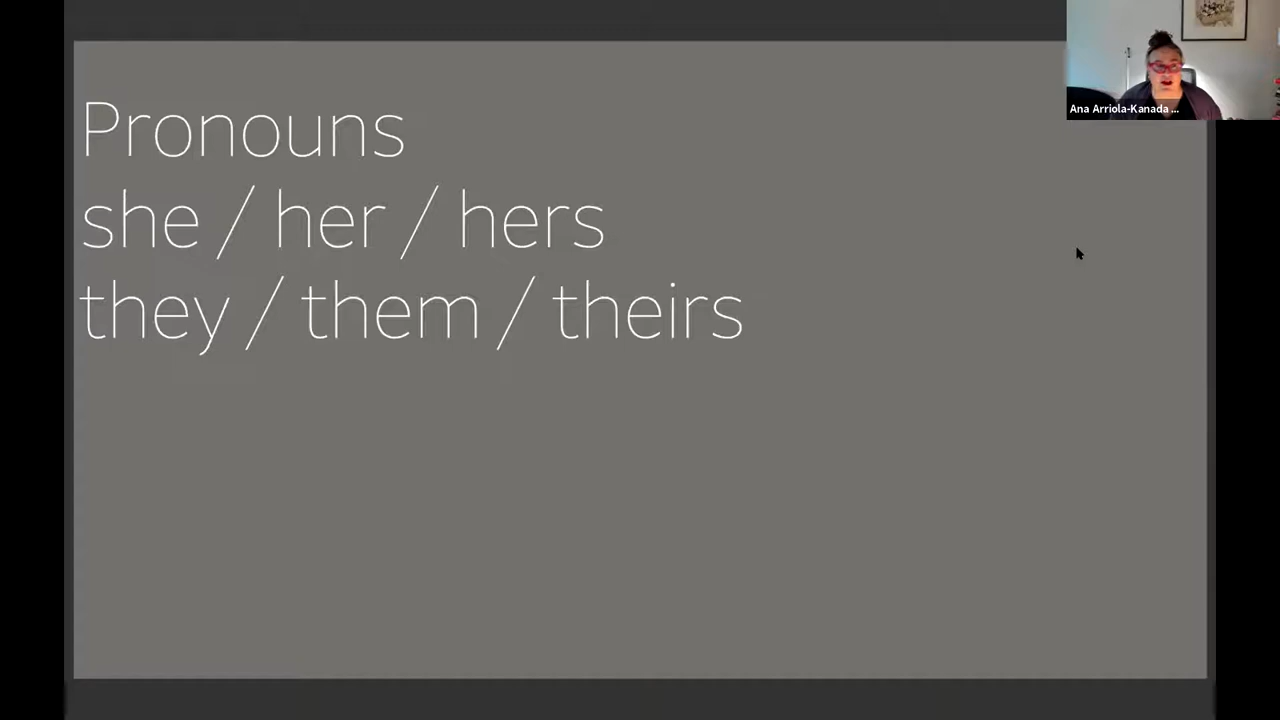 Pronouns
she / her / hers
they / them / theirs
Ana Arriola-Kanada ...